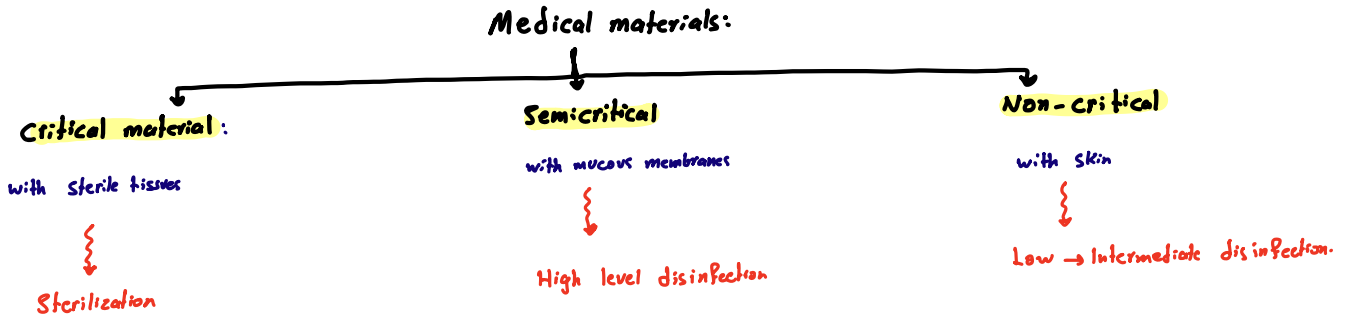 Medical materials:
Critical material:
with sterile tissues
Sterilization
Semicritical
with mucous membranes
High level disinfection
Non-critical
with skin
Low → Intermediate disinfection.